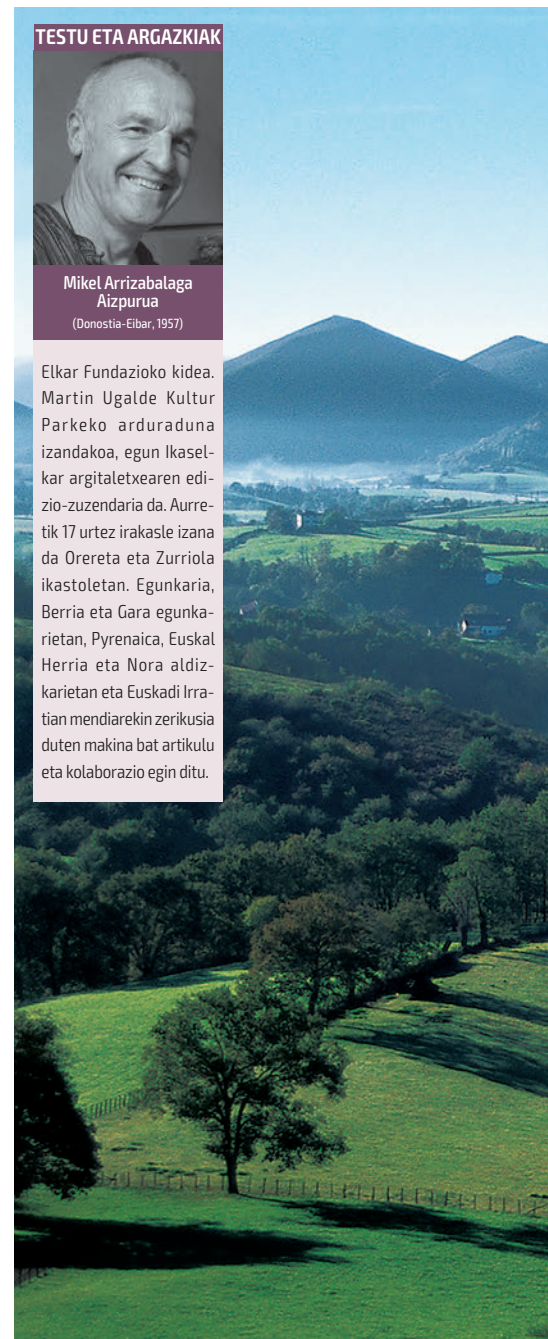 TESTU ETA ARGAZKIAK
Mikel Arrizabalaga
Aizpurua
(Donostia-Eibar, 1957)
Elkar Fundazioko kidea.
Martin Ugalde Kultur
Parkeko arduraduna
izandakoa, egun Ikasel-
kar argitaletxearen edi-
zio-zuzendaria da. Aurre-
tik 17 urtez irakasle izana
da Orereta eta Zurriola
ikastoletan. Egunkaria,
Berria eta Gara egunka-
rietan, Pyrenaica, Euskal
Herria eta Nora aldiz-
karietan eta Euskadi Irra-
tian mendiarekin zerikusia
duten makina bat artikulu
eta kolaborazio egin ditu.